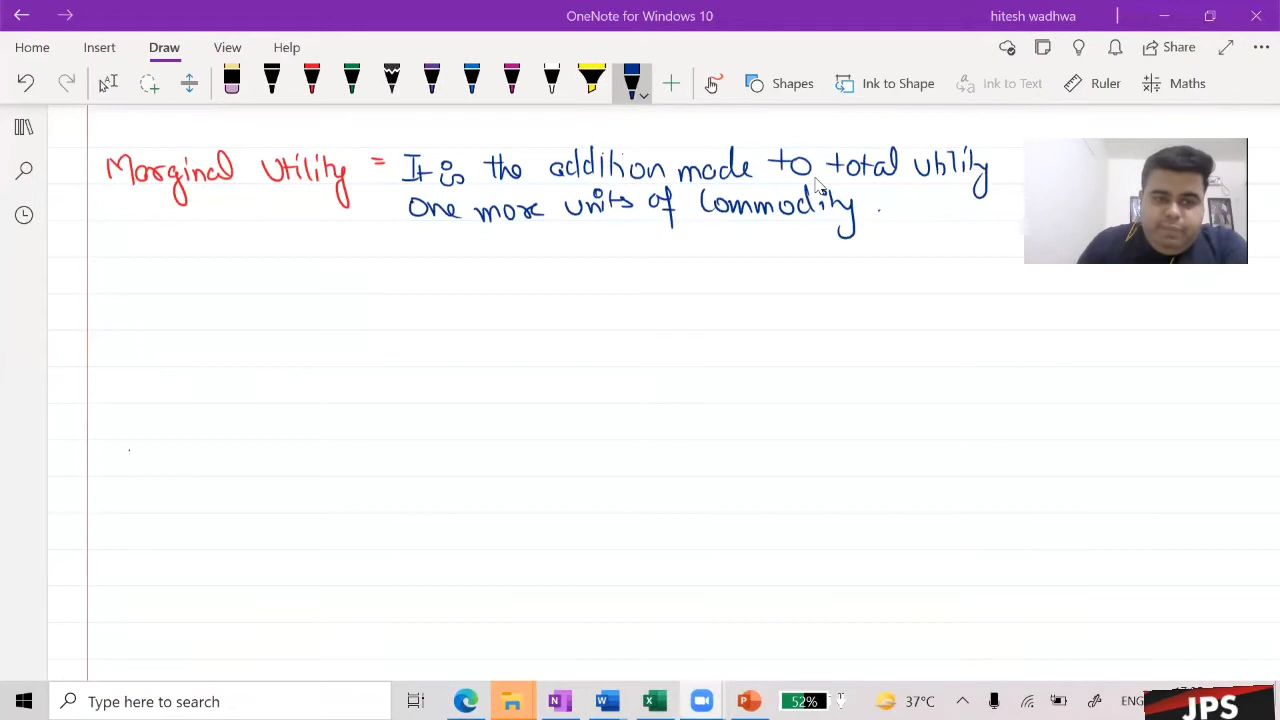 OneNote for Windows 10
hitesh wadhwa
Home Insert Draw View Help
Share
Shapes Ink to Shape Ink to Text Ruler Maths
Marginal Utility = It is the addition made to total utility
one more units of Commodity .
Type here to search
52%
37°C
ENG
JPS